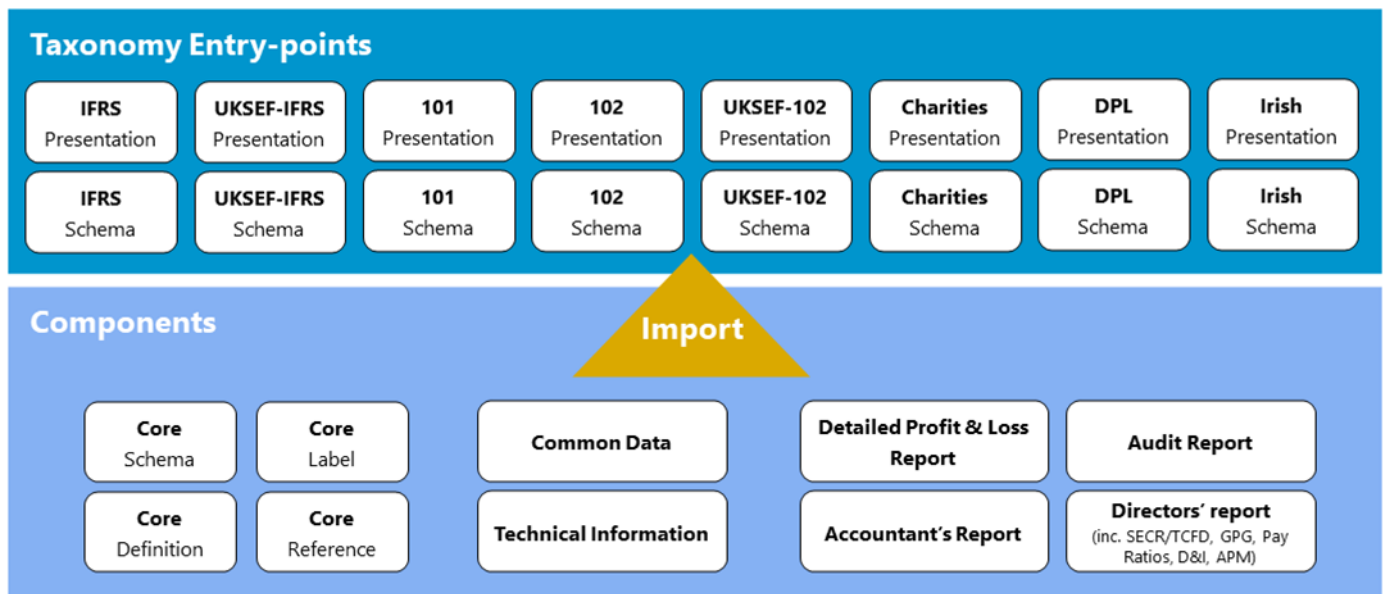 Taxonomy Entry-points
IFRS
Presentation
UKSEF-IFRS
Presentation
101
Presentation
102
Presentation
UKSEF-102
Presentation
Charities
Presentation
DPL
Presentation
Irish
Presentation
IFRS
Schema
UKSEF-IFRS
Schema
101
Schema
102
Schema
UKSEF-102
Schema
Charities
Schema
DPL
Schema
Irish
Schema
Components
Import
Core
Schema
Core
Label
Common Data
Detailed Profit & Loss
Report
Audit Report
Core
Definition
Core
Reference
Technical Information
Accountant's Report
Directors' report
(inc. SECR/TCFD, GPG, Pay
Ratios, D&I, APM)